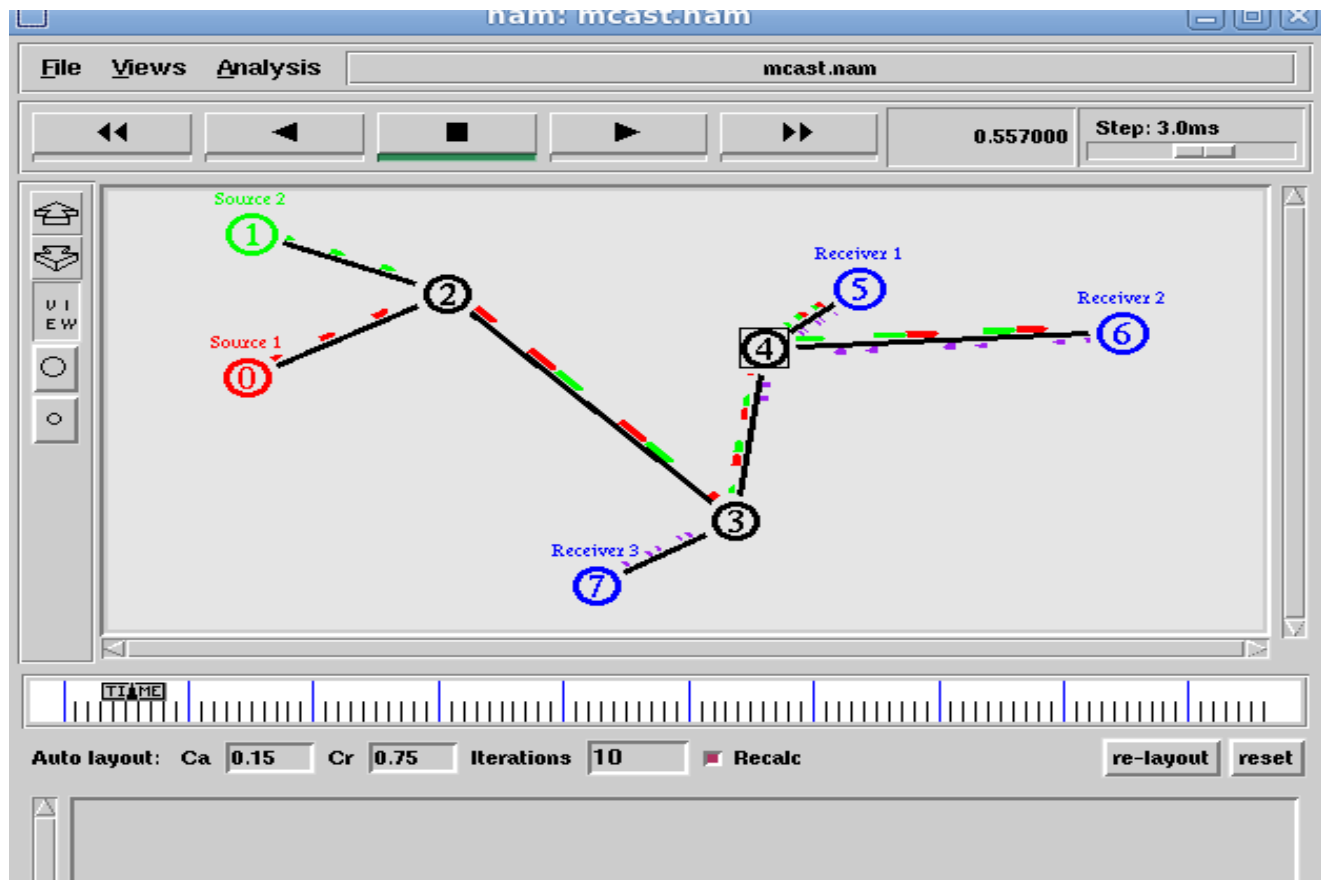 nam: mcast.nam
File Views Analysis mcast.nam
0.557000 Step: 3.0ms
VI
EW
Source 2
1
Receiver 1
5
2
Receiver 2
6
Source 1
0
4
3
Receiver 3
7
TIME
Auto layout: Ca 0.15 Cr 0.75 Iterations 10 Recalc re-layout reset